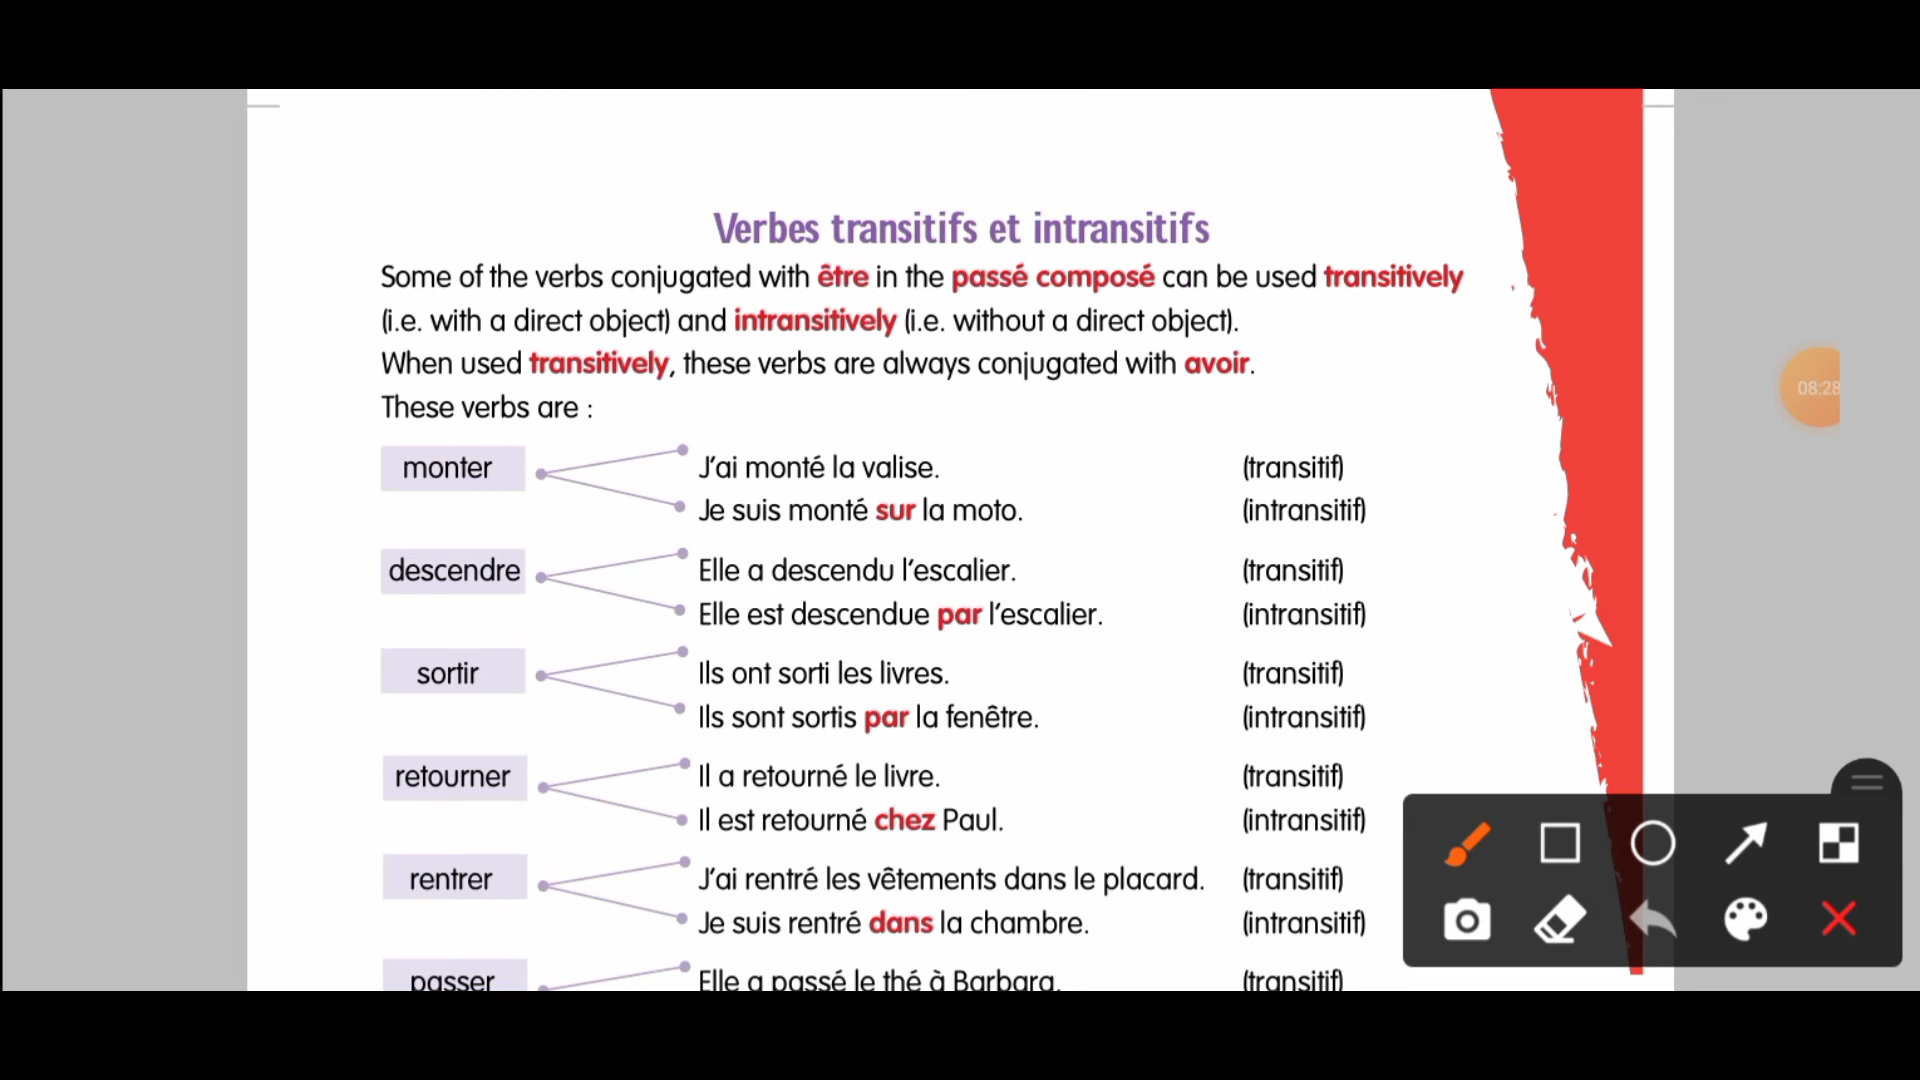 Verbes transitifs et intransitifs
Some of the verbs conjugated with être in the passé composé can be used transitively
(i.e. with a direct object) and intransitively (i.e. without a direct object).
When used transitively, these verbs are always conjugated with avoir.
These verbs are :
monter J'ai monté la valise. (transitif)
Je suis monté sur la moto. (intransitif)
descendre Elle a descendu l'escalier. (transitif)
Elle est descendue par l'escalier. (intransitif)
sortir Ils ont sorti les livres. (transitif)
Ils sont sortis par la fenêtre. (intransitif)
retourner Il a retourné le livre. (transitif)
Il est retourné chez Paul. (intransitif)
rentrer J'ai rentré les vêtements dans le placard. (transitif)
Je suis rentré dans la chambre. (intransitif)
passer Elle a passé le thé à Barbara. (transitif)
08:28